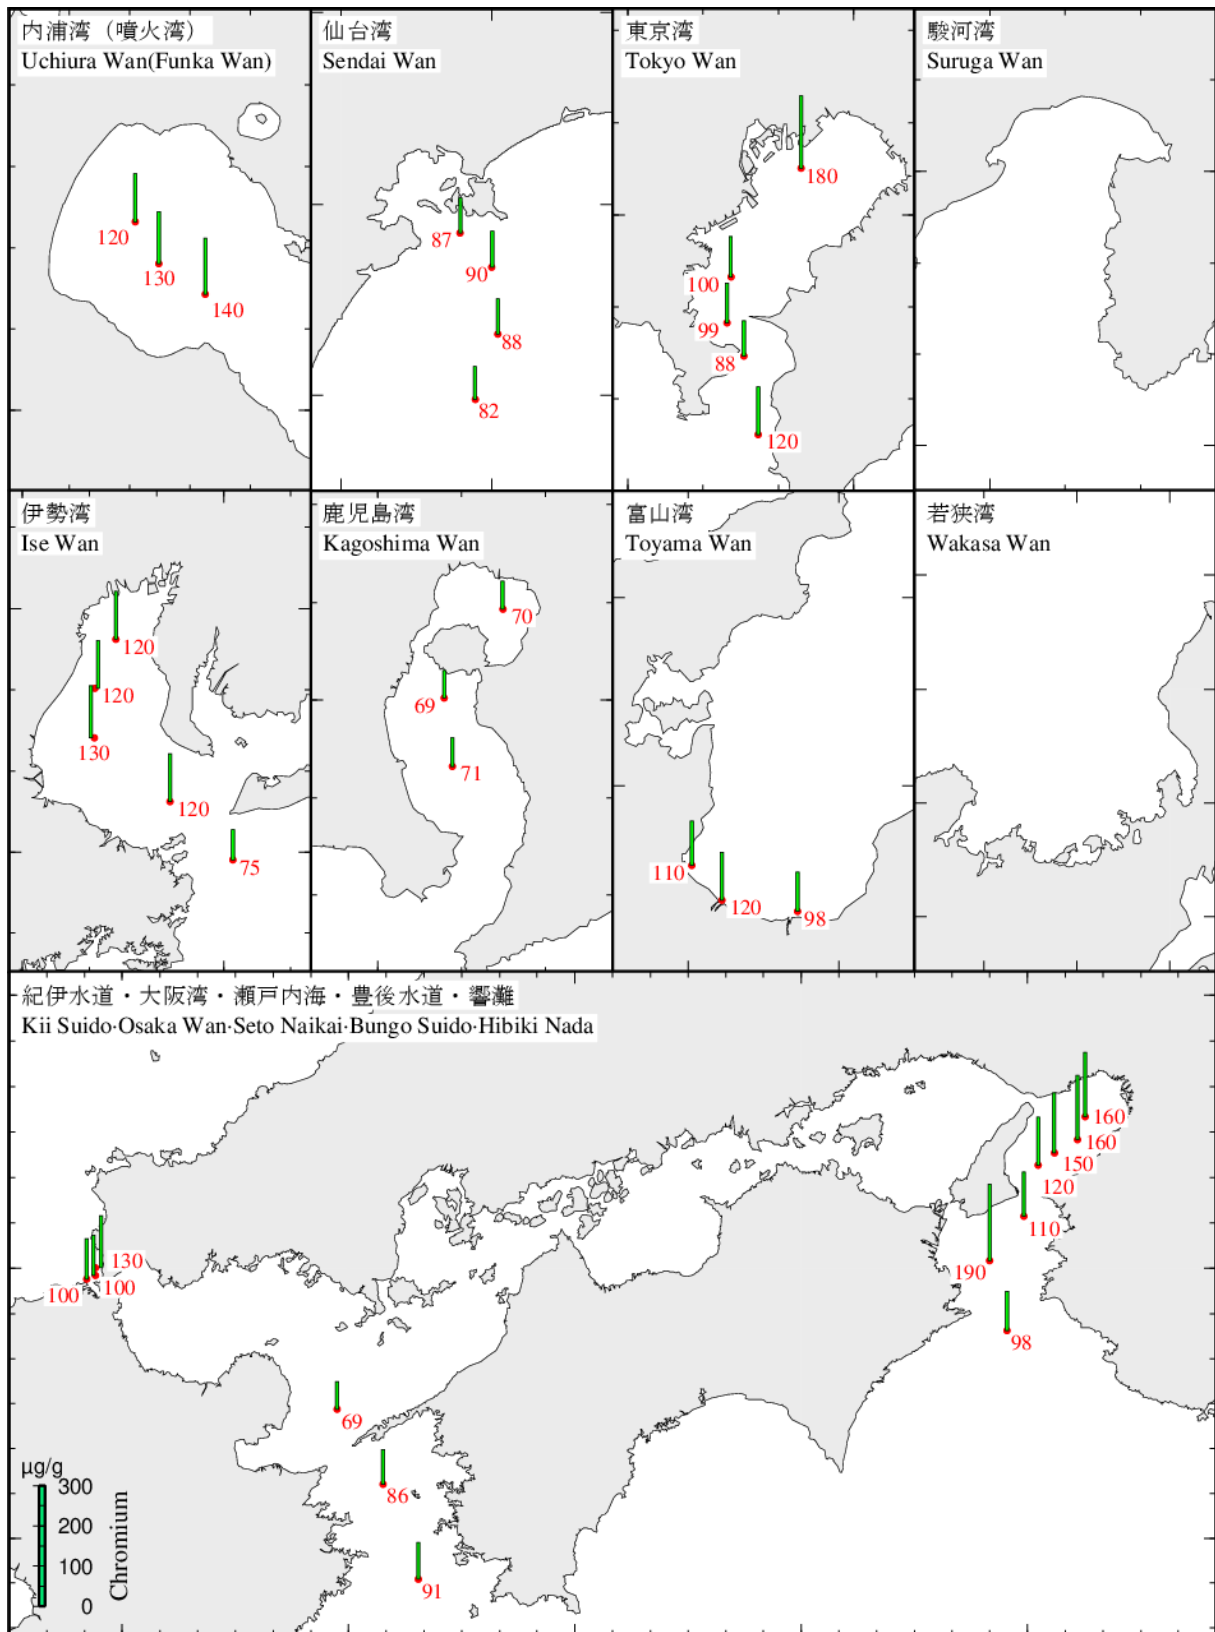 内浦湾（噴火湾）
Uchiura Wan(Funka Wan)
120
130
140
仙台湾
Sendai Wan
87
90
88
82
東京湾
Tokyo Wan
180
100
99
88
120
駿河湾
Suruga Wan
伊勢湾
Ise Wan
120
120
130
120
75
鹿児島湾
Kagoshima Wan
70
69
71
富山湾
Toyama Wan
110
120
98
若狭湾
Wakasa Wan
紀伊水道・大阪湾・瀬戸内海・豊後水道・響灘
Kii Suido·Osaka Wan·Seto Naikai·Bungo Suido·Hibiki Nada
160
160
150
120
110
190
98
130
100
100
69
86
91
µg/g
300
200
100
0
Chromium